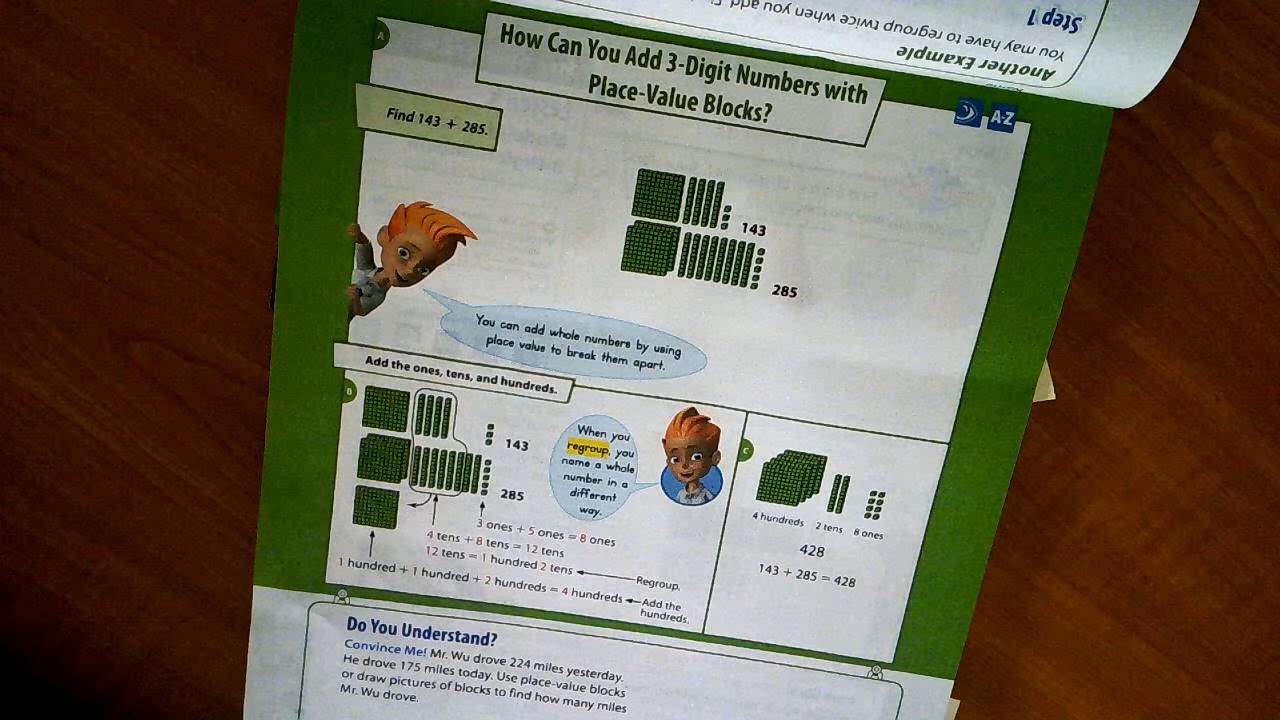 Step 1
You may have to regroup twice when you add
Another Example
A
How Can You Add 3-Digit Numbers with
Place-Value Blocks?
A-Z
Find 143 + 285.
143
285
You can add whole numbers by using
place value to break them apart.
Add the ones, tens, and hundreds.
B
143
285
3 ones + 5 ones = 8 ones
4 tens + 8 tens = 12 tens
12 tens = 1 hundred 2 tens
Regroup.
1 hundred + 1 hundred + 2 hundreds = 4 hundreds
Add the
hundreds.
When you
regroup, you
name a whole
number in a
different
way.
C
4 hundreds 2 tens 8 ones
428
143 + 285 = 428
Do You Understand?
Convince Me! Mr. Wu drove 224 miles yesterday.
He drove 175 miles today. Use place-value blocks
or draw pictures of blocks to find how many miles
Mr. Wu drove.